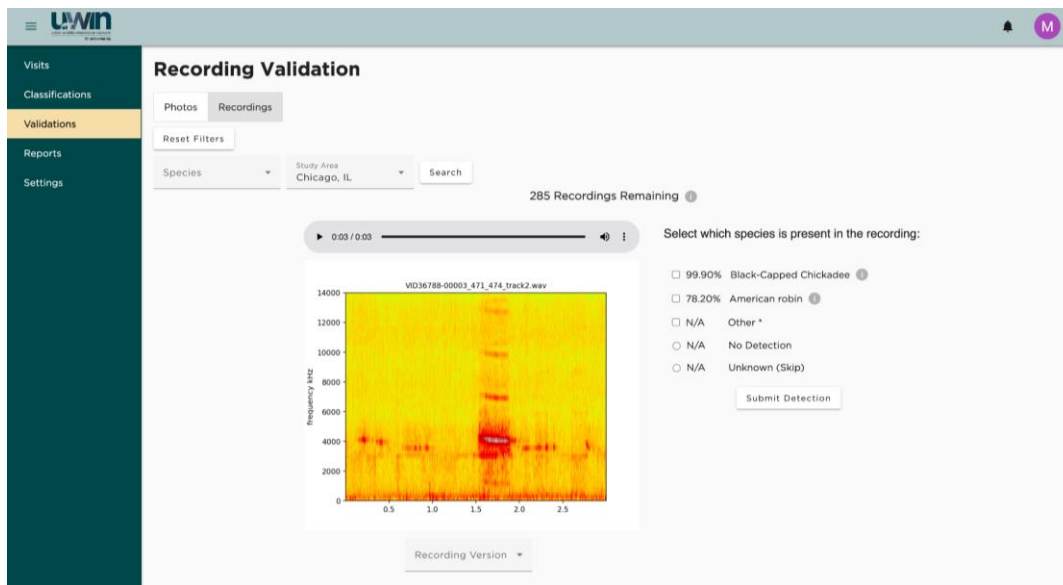 UWIN
M
Visits
Classifications
Validations
Reports
Settings
Recording Validation
Photos Recordings
Reset Filters
Species
Study Area
Chicago, IL
Search
285 Recordings Remaining
0:03 / 0:03
Select which species is present in the recording:
99.90% Black-Capped Chickadee
78.20% American robin
N/A Other *
N/A No Detection
N/A Unknown (Skip)
Submit Detection
VID36788-00003_471_474_track2.wav
frequency kHz
14000
12000
10000
8000
6000
4000
2000
0
0.5 1.0 1.5 2.0 2.5
Recording Version